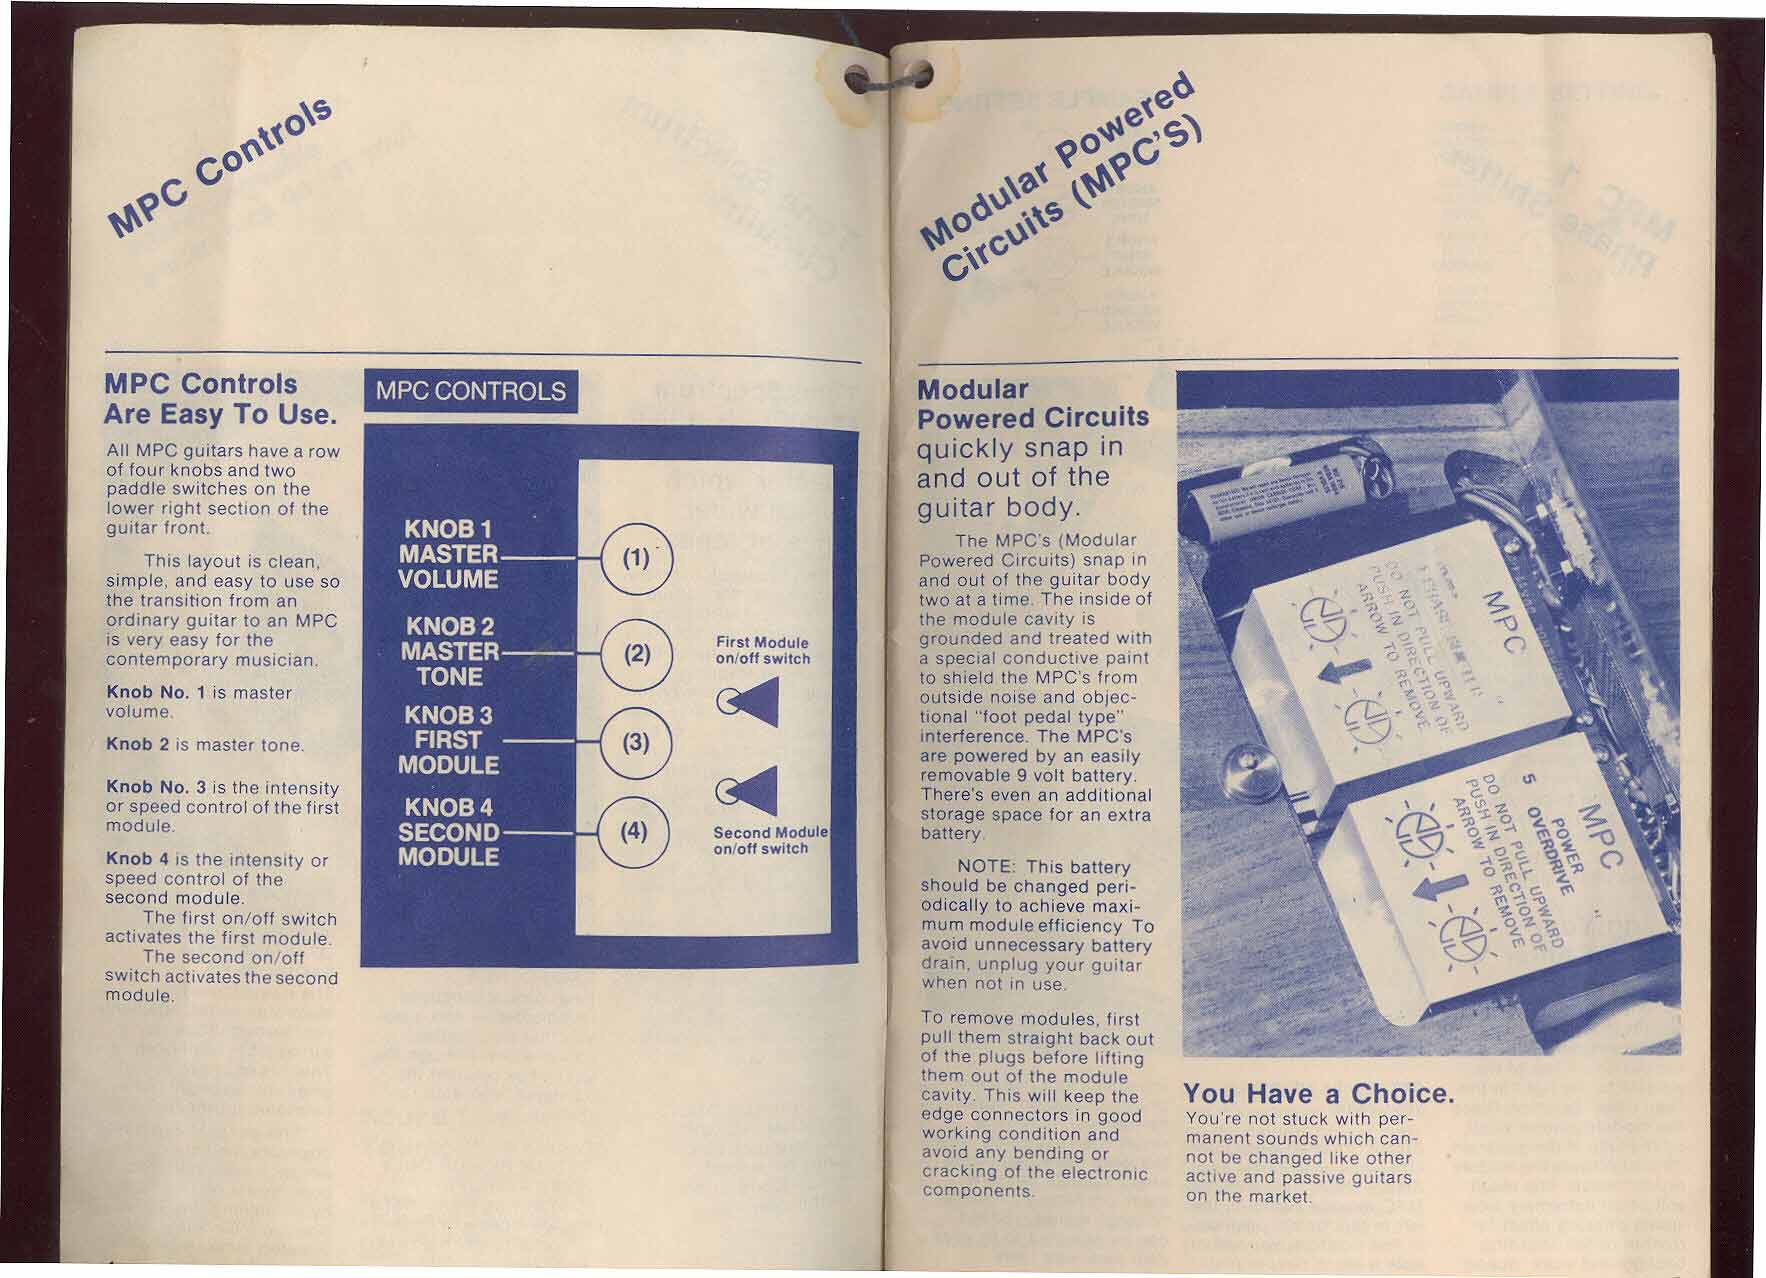 MPC Controls
MPC Controls
Are Easy To Use.
All MPC guitars have a row
of four knobs and two
paddle switches on the
lower right section of the
guitar front.
This layout is clean,
simple, and easy to use so
the transition from an
ordinary guitar to an MPC
is very easy for the
contemporary musician.
Knob No. 1 is master
volume.
Knob 2 is master tone.
Knob No. 3 is the intensity
or speed control of the first
module.
Knob 4 is the intensity or
speed control of the
second module.
The first on/off switch
activates the first module.
The second on/off
switch activates the second
module.
MPC CONTROLS
KNOB 1
MASTER
VOLUME
(1)
KNOB 2
MASTER
TONE
(2)
KNOB 3
FIRST
MODULE
(3)
KNOB 4
SECOND
MODULE
(4)
First Module
on/off switch
Second Module
on/off switch
Modular Powered
Circuits (MPC'S)
Modular
Powered Circuits
quickly snap in
and out of the
guitar body.
The MPC's (Modular
Powered Circuits) snap in
and out of the guitar body
two at a time. The inside of
the module cavity is
grounded and treated with
a special conductive paint
to shield the MPC's from
outside noise and objec-
tional "foot pedal type"
interference. The MPC's
are powered by an easily
removable 9 volt battery.
There's even an additional
storage space for an extra
battery.
NOTE: This battery
should be changed peri-
odically to achieve maxi-
mum module efficiency To
avoid unnecessary battery
drain, unplug your guitar
when not in use.
To remove modules, first
pull them straight back out
of the plugs before lifting
them out of the module
cavity. This will keep the
edge connectors in good
working condition and
avoid any bending or
cracking of the electronic
components.
MPC
PHASE SHIFTER
DO NOT PULL UPWARD
PUSH IN DIRECTION OF
ARROW TO REMOVE
MPC
5 POWER
OVERDRIVE
DO NOT PULL UPWARD
PUSH IN DIRECTION OF
ARROW TO REMOVE
You Have a Choice.
You're not stuck with per-
manent sounds which can-
not be changed like other
active and passive guitars
on the market.